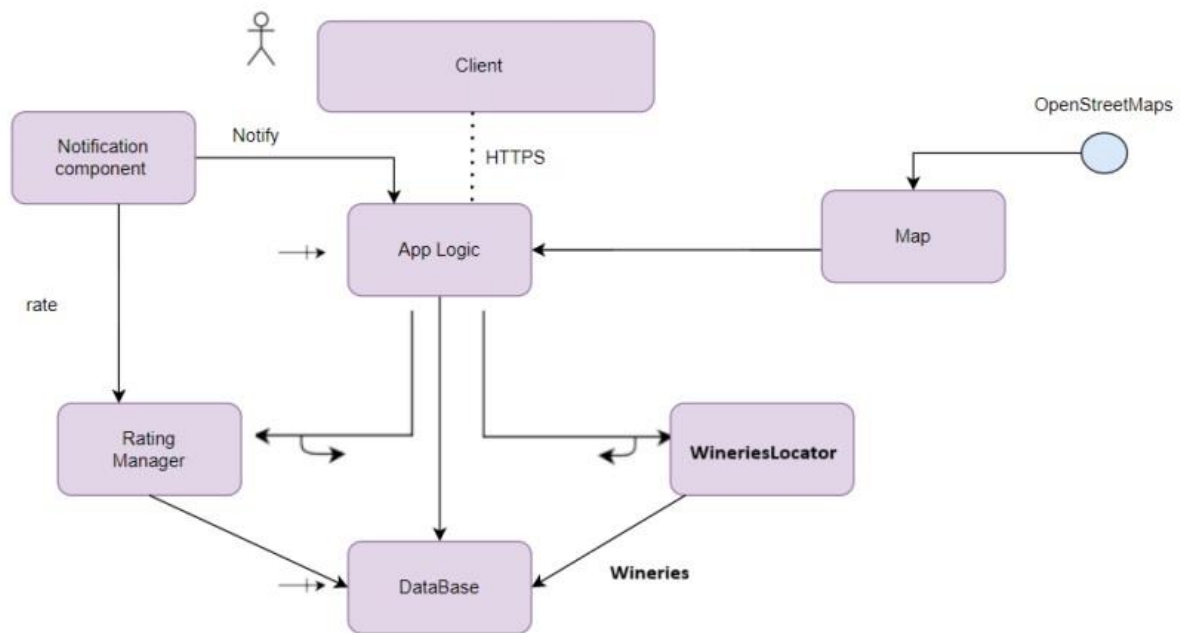 Client
OpenStreetMaps
Notification
component
Notify
HTTPS
App Logic
Map
rate
Rating
Manager
WineriesLocator
DataBase
Wineries